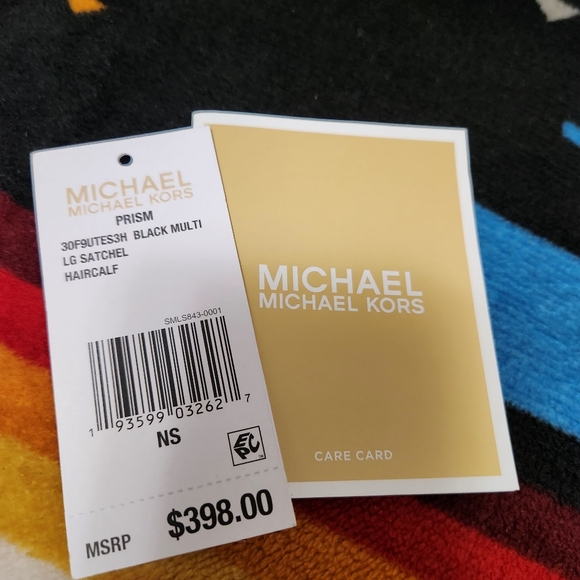 MICHAEL
MICHAEL KORS
PRISM
30F9UTES3H BLACK MULTI
LG SATCHEL
HAIRCALF
SMLS843-0001
1 93599 03262 7
NS
EPC
MSRP $398.00
MICHAEL
MICHAEL KORS
CARE CARD